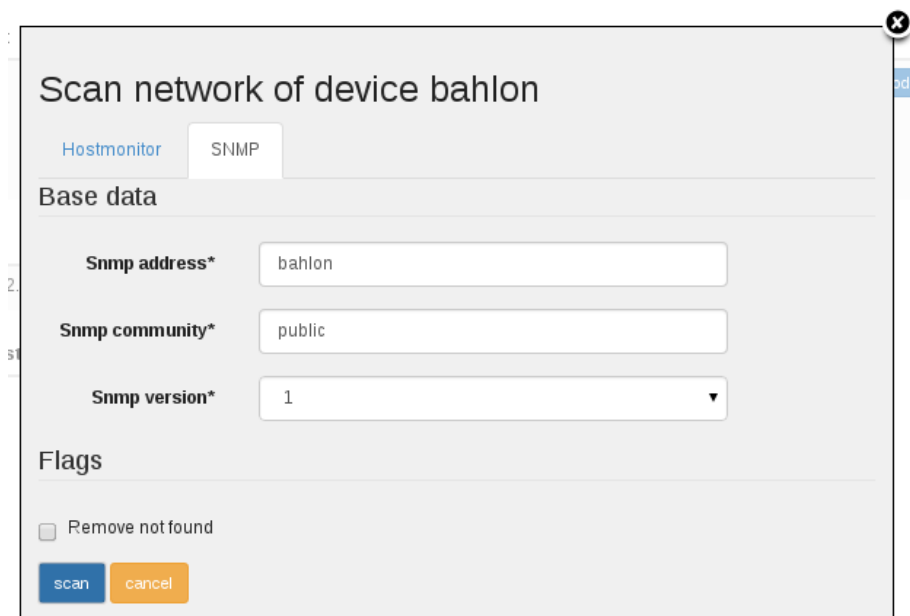 Scan network of device bahlon
Hostmonitor SNMP
Base data
Snmp address* bahlon
Snmp community* public
Snmp version* 1
Flags
Remove not found
scan cancel